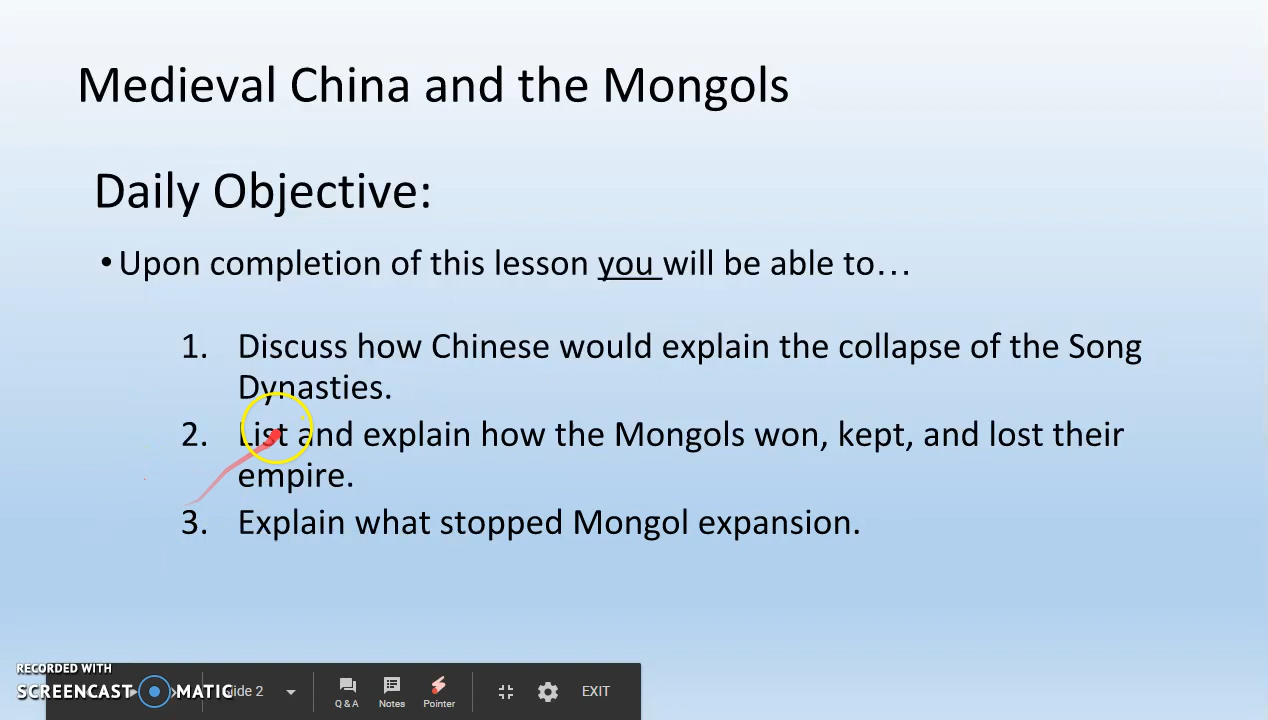 Medieval China and the Mongols
Daily Objective:
•Upon completion of this lesson you will be able to…
1. Discuss how Chinese would explain the collapse of the Song
Dynasties.
2. List and explain how the Mongols won, kept, and lost their
empire.
3. Explain what stopped Mongol expansion.
RECORDED WITH
SCREENCAST MATIC
Slide 2
Q & A
Notes
Pointer
EXIT